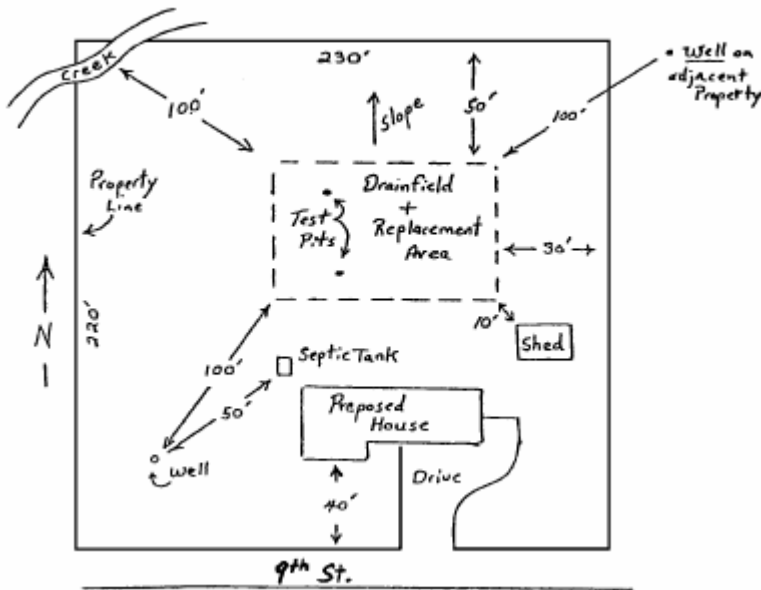 Creek
230'
100'
Slope
50'
100'
• Well on
adjacent
Property
Property
Line
Drainfield
+
Replacement
Area
Test
Pits
30'
N
220'
10'
Shed
100'
50'
Septic Tank
Proposed
House
Well
40'
Drive
9th St.